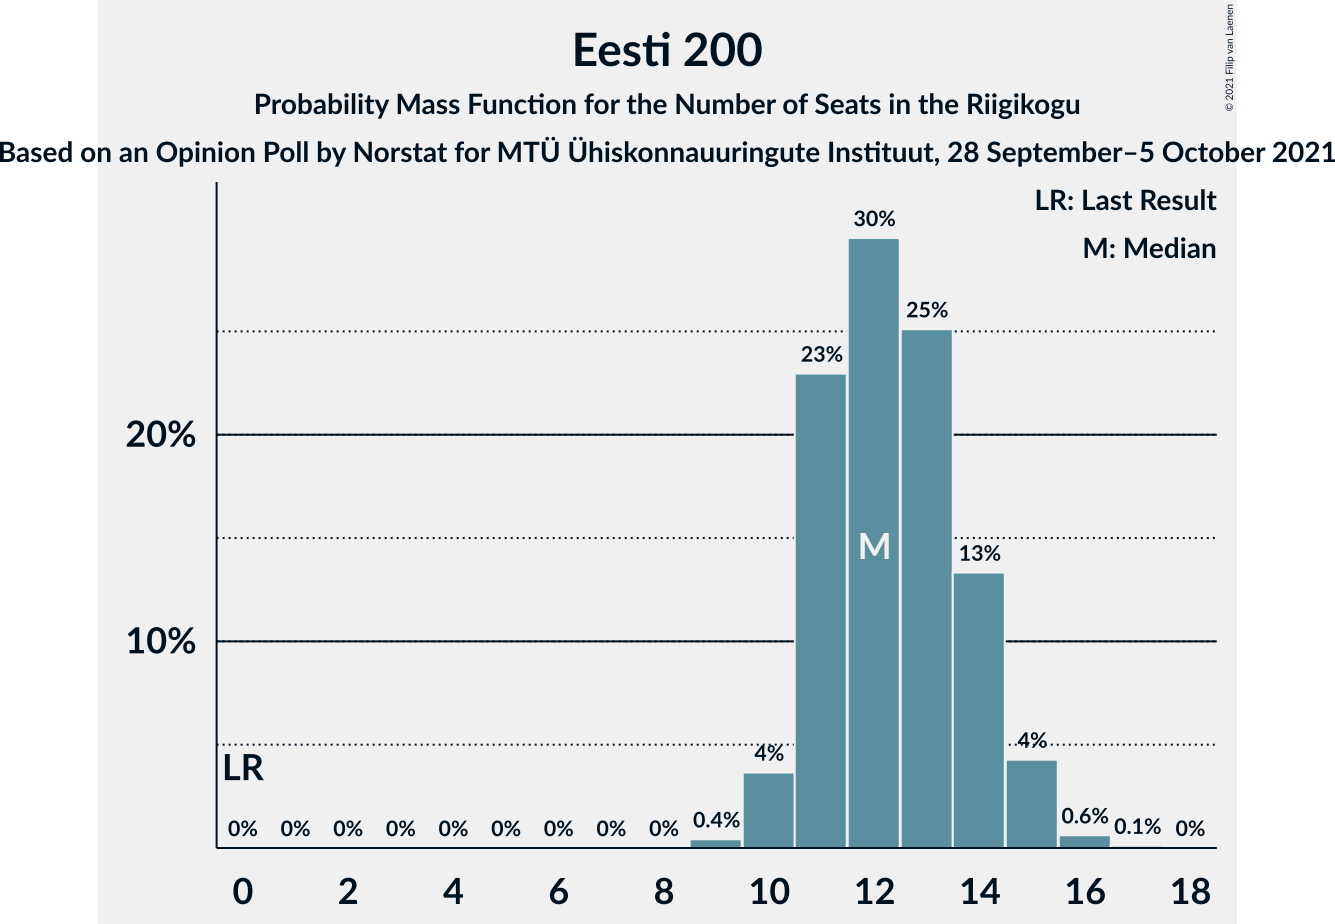 Eesti 200
Probability Mass Function for the Number of Seats in the Riigikogu
Based on an Opinion Poll by Norstat for MTÜ Ühiskonnauuringute Instituut, 28 September–5 October 2021
© 2021 Filip van Laenen
LR: Last Result
M: Median
30%
25%
23%
20%
M
13%
10%
4%
4%
LR
0% 0% 0% 0% 0% 0% 0% 0% 0% 0.4% 0.6% 0.1% 0%
0 2 4 6 8 10 12 14 16 18